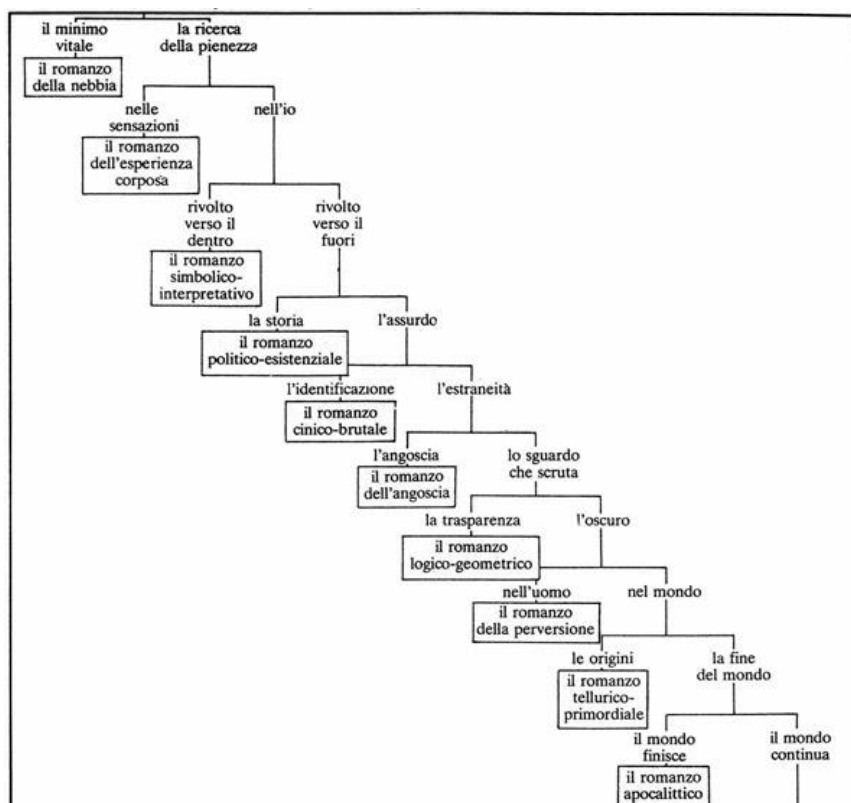 il minimo
vitale
la ricerca
della pienezza
il romanzo
della nebbia
nelle
sensazioni
nell'io
il romanzo
dell'esperienza
corposa
rivolto
verso il
dentro
rivolto
verso il
fuori
il romanzo
simbolico-
interpretativo
la storia
l'assurdo
il romanzo
politico-esistenziale
l'identificazione
l'estraneità
il romanzo
cinico-brutale
l'angoscia
lo sguardo
che scruta
il romanzo
dell'angoscia
la trasparenza
l'oscuro
il romanzo
logico-geometrico
nell'uomo
nel mondo
il romanzo
della perversione
le origini
la fine
del mondo
il romanzo
tellurico-
primordiale
il mondo
finisce
il mondo
continua
il romanzo
apocalittico